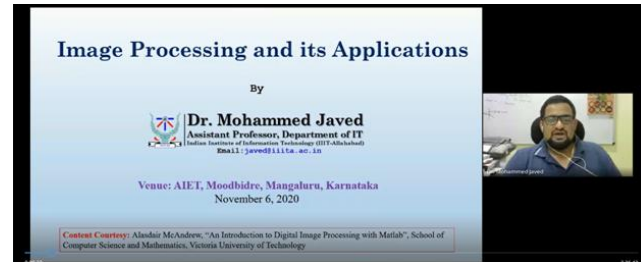 Image Processing and its Applications
By
Dr. Mohammed Javed
Assistant Professor, Department of IT
Indian Institute of Information Technology (IIIT-Allahabad)
Email:javed@iiita.ac.in
Venue: AIET, Moodbidre, Mangaluru, Karnataka
November 6, 2020
Content Courtesy: Alasdair McAndrew, "An Introduction to Digital Image Processing with Matlab", School of
Computer Science and Mathematics, Victoria University of Technology
Mohammed Javed